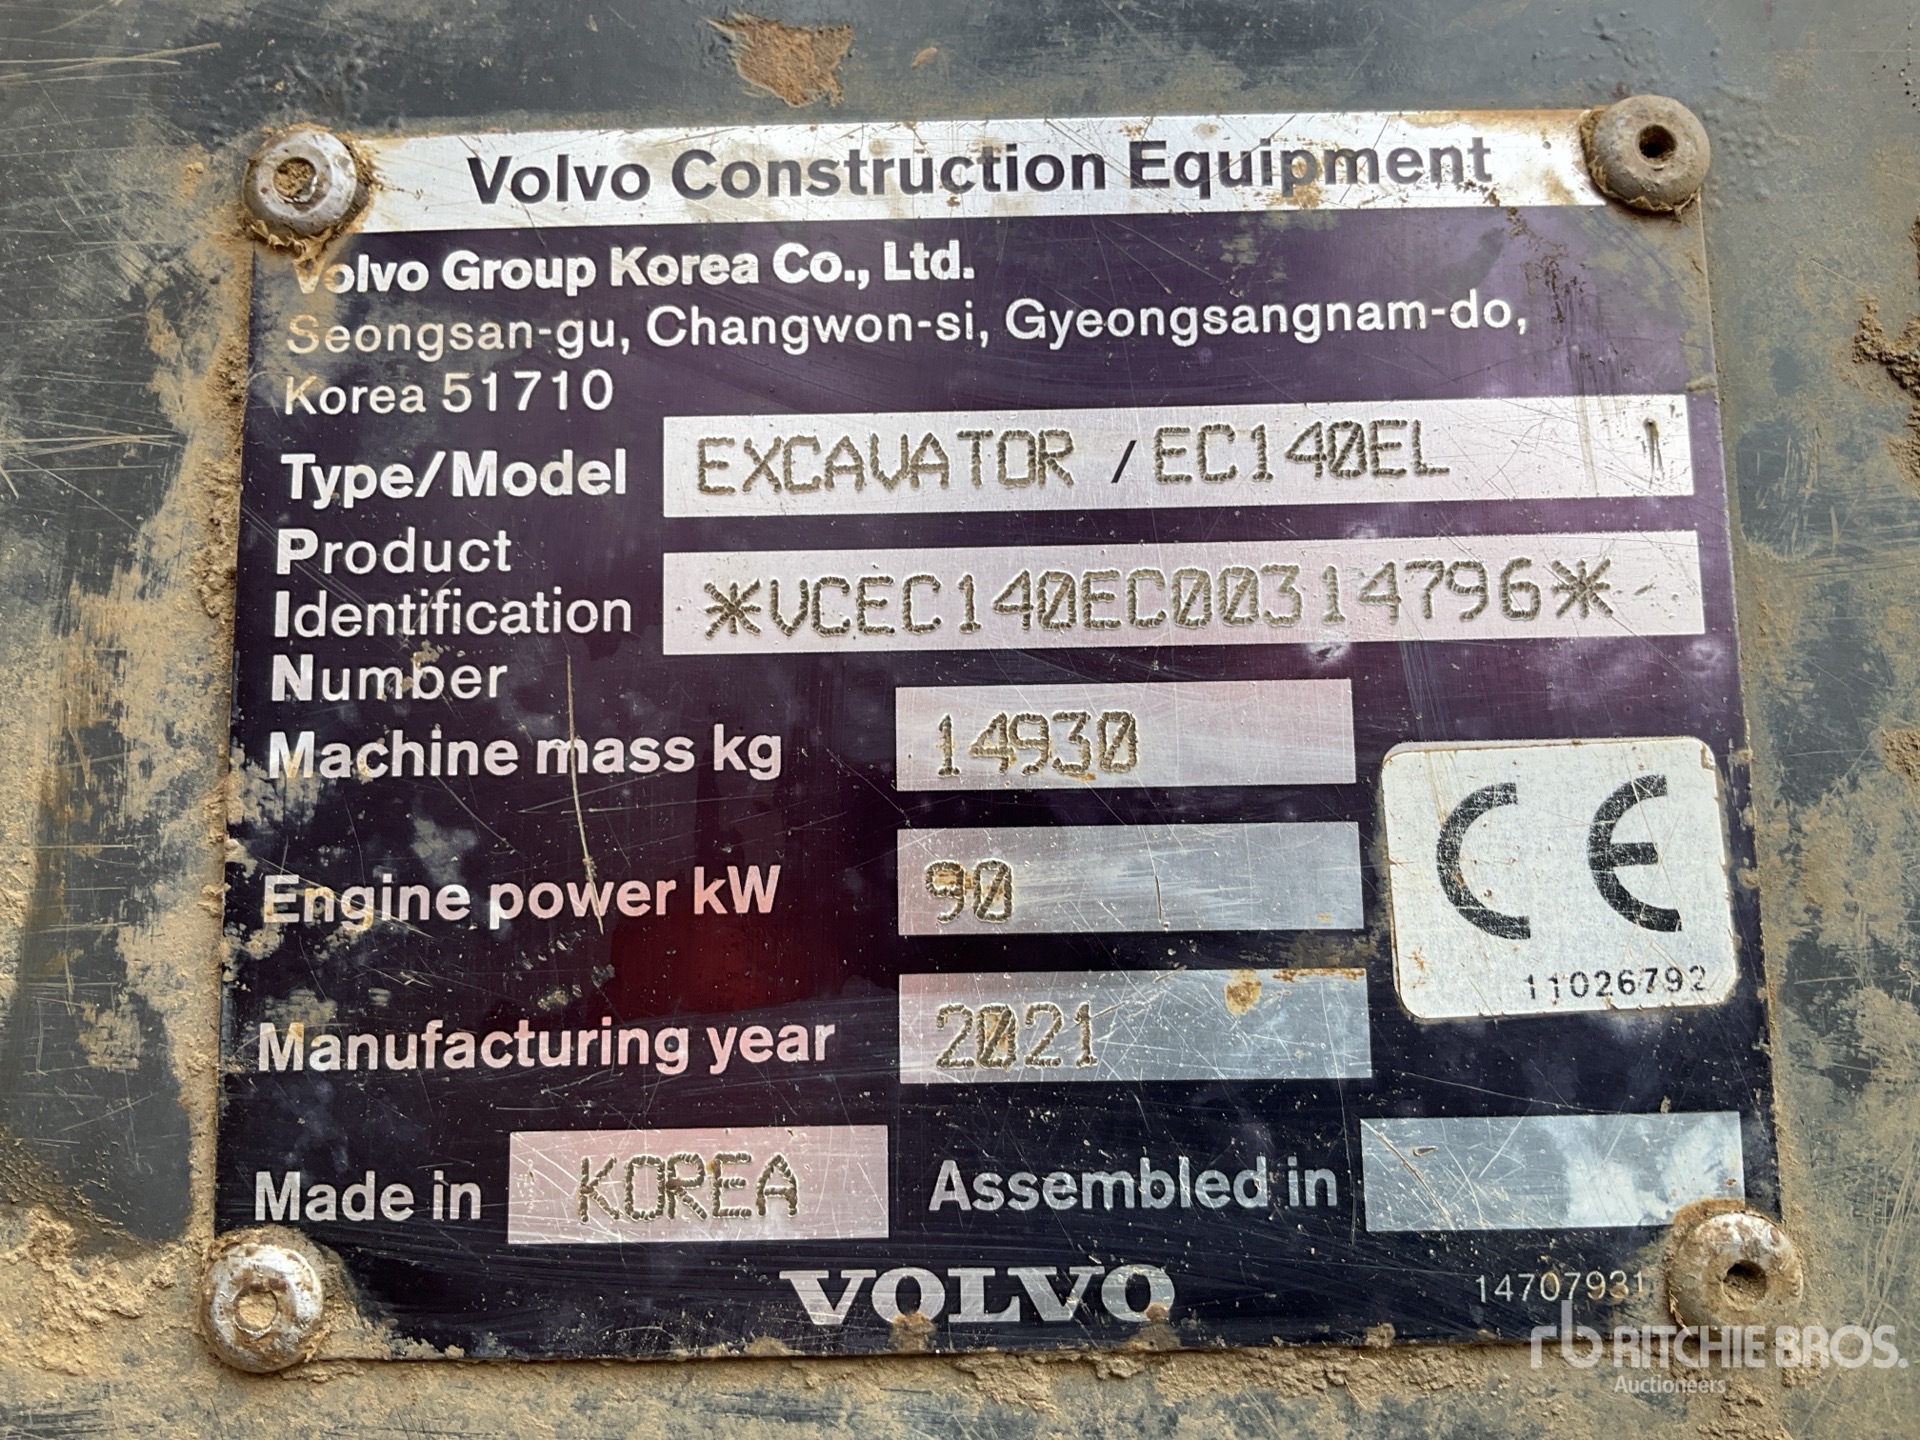 Volvo Construction Equipment
Volvo Group Korea Co., Ltd.
Seongsan-gu, Changwon-si, Gyeongsangnam-do,
Korea 51710
Type/Model EXCAVATOR / EC140EL
Product
Identification
Number
*VCEC140EC00314796*
Machine mass kg 14930
Engine power kW 90
CE
11026792
Manufacturing year 2021
Made in KOREA Assembled in
VOLVO
14707931
rb RITCHIE BROS.
Auctioneers